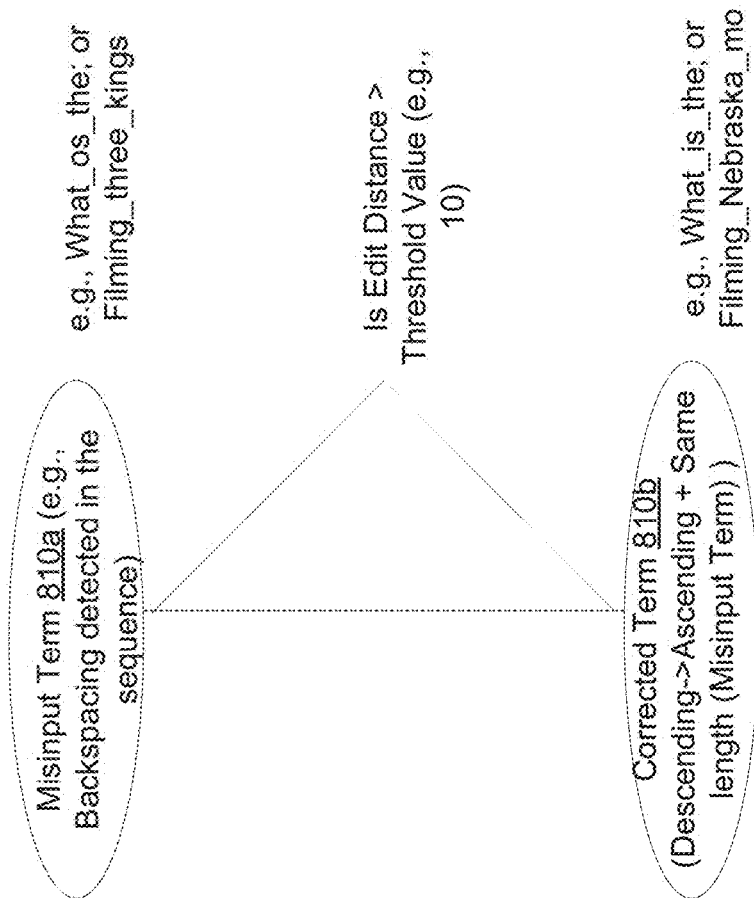 Misinput Term 810a (e.g.,
Backspacing detected in the
sequence)
e.g., What_os_the; or
Filming_three_kings
Is Edit Distance >
Threshold Value (e.g.,
10)
Corrected Term 810b
(Descending->Ascending + Same
length (Misinput Term) )
e.g., What_is_the; or
Filming_Nebraska_mo